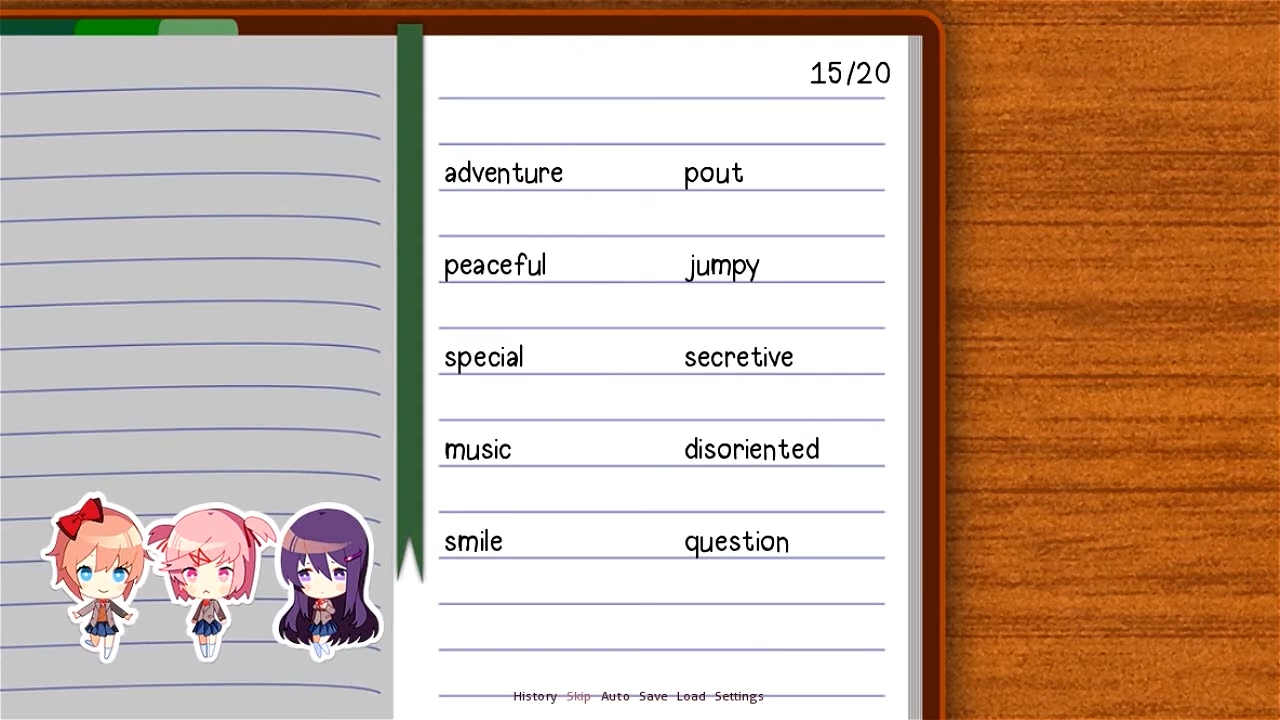 15/20
adventure pout
peaceful jumpy
special secretive
music disoriented
smile question
History Skip Auto Save Load Settings